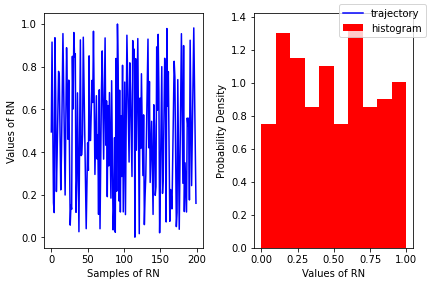 trajectory
histogram
Values of RN
1.0
0.8
0.6
0.4
0.2
0.0
0 50 100 150 200
Samples of RN
Probability Density
1.4
1.2
1.0
0.8
0.6
0.4
0.2
0.0
0.00 0.25 0.50 0.75 1.00
Values of RN